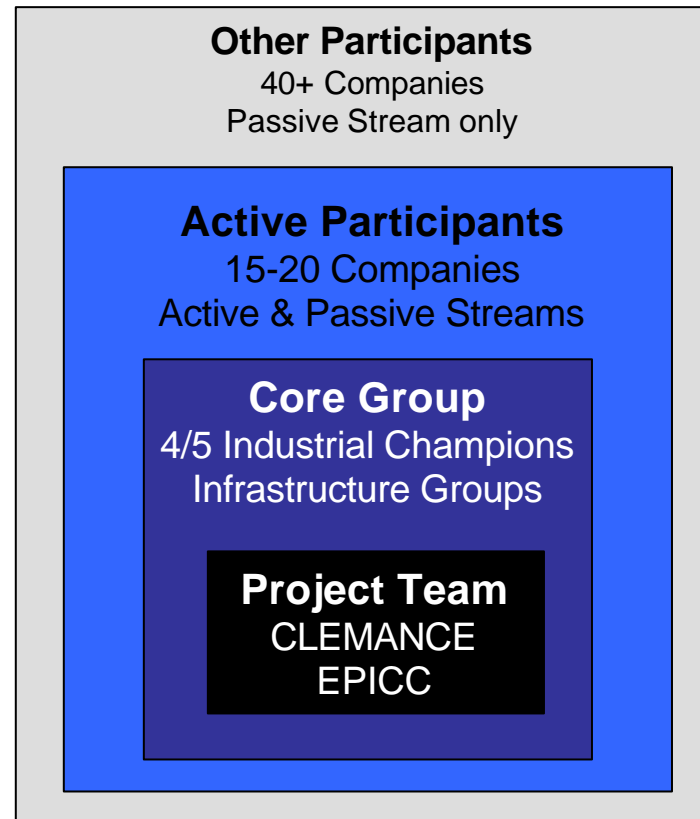 Other Participants
40+ Companies
Passive Stream only
Active Participants
15-20 Companies
Active & Passive Streams
Core Group
4/5 Industrial Champions
Infrastructure Groups
Project Team
CLEMANCE
EPICC